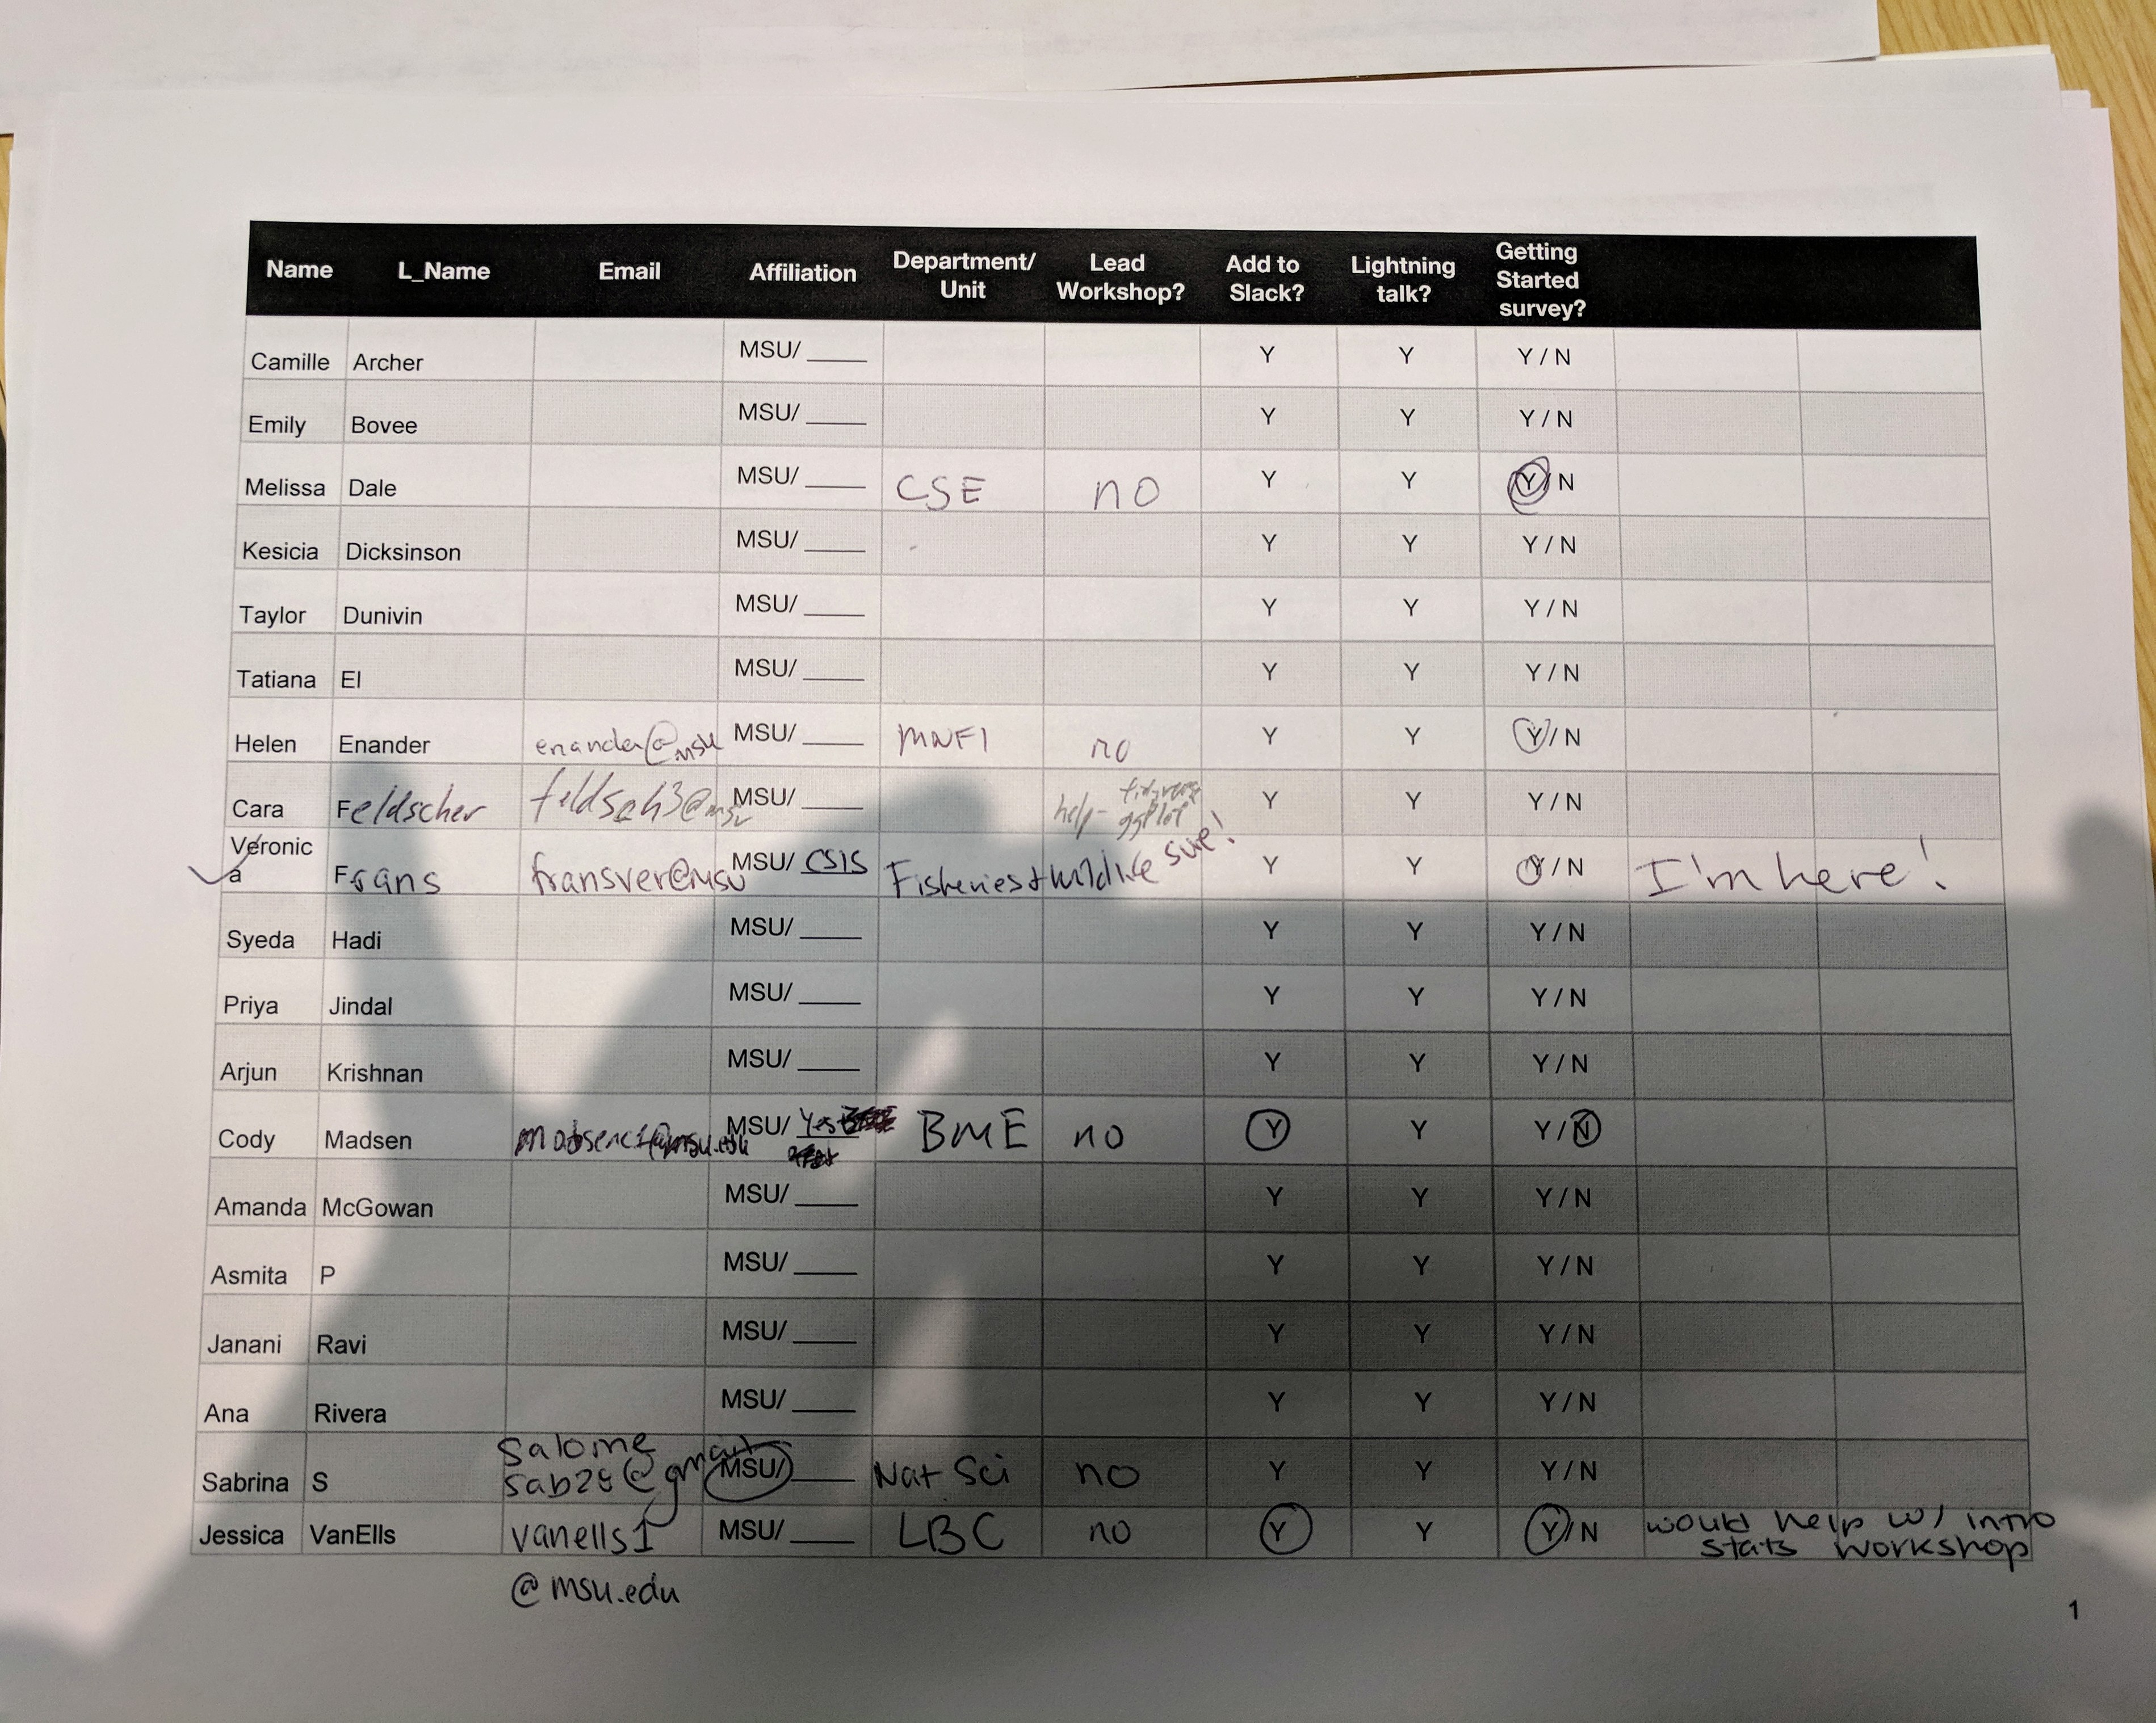 Name L_Name Email Affiliation Department/ Unit Lead Workshop? Add to Slack? Lightning talk? Getting Started survey?
Camille Archer MSU/ ____ Y Y Y / N
Emily Bovee MSU/ ____ Y Y Y / N
Melissa Dale MSU/ ____ CSE no Y Y Y / N
Kesicia Dicksinson MSU/ ____ Y Y Y / N
Taylor Dunivin MSU/ ____ Y Y Y / N
Tatiana El MSU/ ____ Y Y Y / N
Helen Enander enander@msu MSU/ ____ MNFI no Y Y Y / N
Cara Feldscher feldsch3@msu MSU/ ____ help- tidyverse ggplot Y Y Y / N
Veronica Frans fransver@msu MSU/ CSIS Fisheries + Wildlife sure! Y Y Y / N I'm here!
Syeda Hadi MSU/ ____ Y Y Y / N
Priya Jindal MSU/ ____ Y Y Y / N
Arjun Krishnan MSU/ ____ Y Y Y / N
Cody Madsen MSU/ Yes BME no Y Y Y / N
Amanda McGowan MSU/ ____ Y Y Y / N
Asmita P MSU/ ____ Y Y Y / N
Janani Ravi MSU/ ____ Y Y Y / N
Ana Rivera MSU/ ____ Y Y Y / N
Sabrina S salome sab28@gmail MSU/ ____ Nat Sci no Y Y Y / N
Jessica VanElls vanells1 @msu.edu MSU/ ____ LBC no Y Y Y / N would help w/ intro stats workshop
1